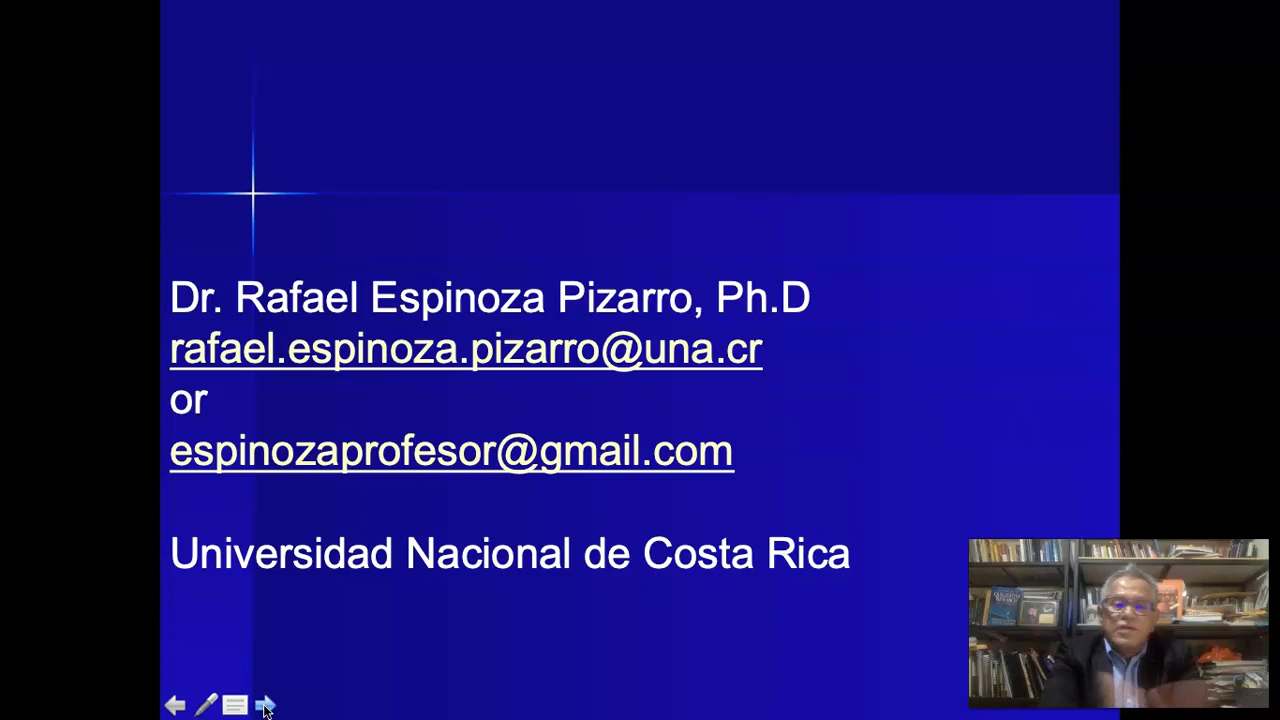 Dr. Rafael Espinoza Pizarro, Ph.D
rafael.espinoza.pizarro@una.cr
or
espinozaprofesor@gmail.com
Universidad Nacional de Costa Rica